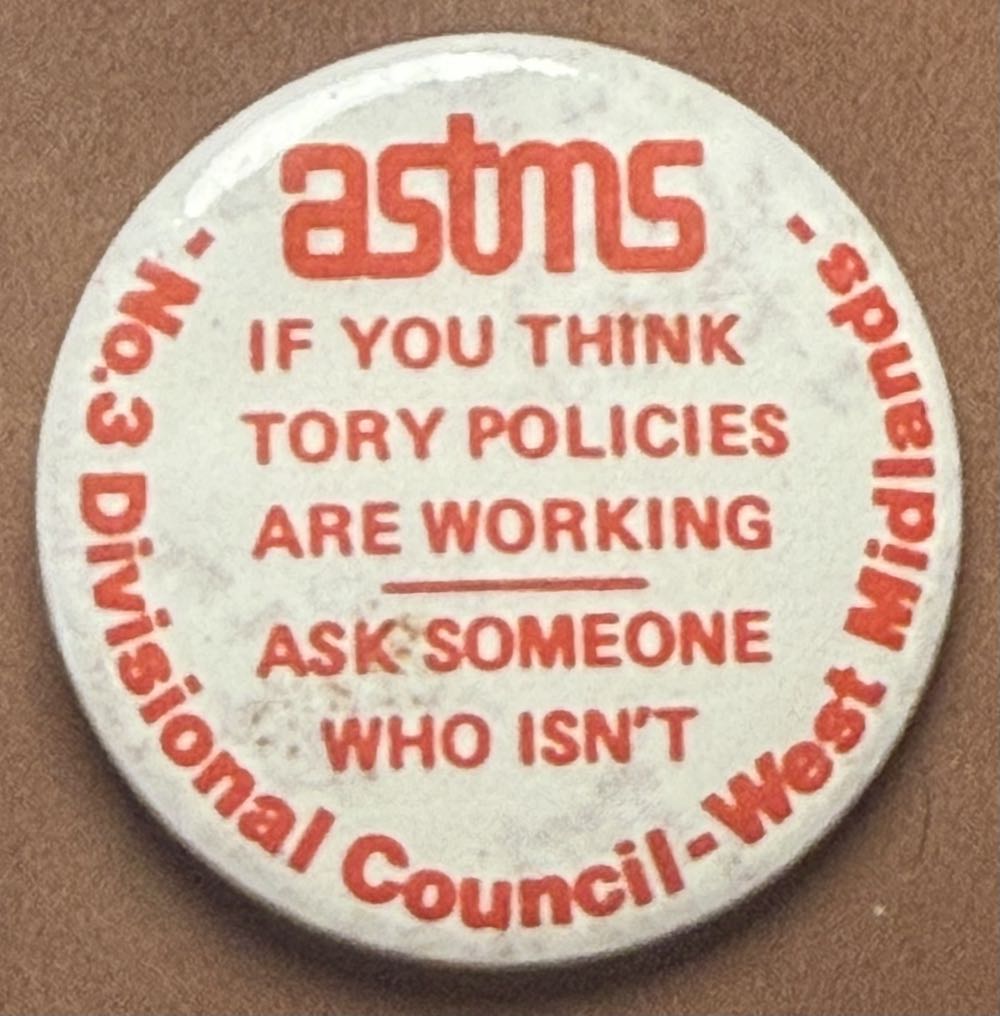 astms
IF YOU THINK
TORY POLICIES
ARE WORKING
ASK SOMEONE
WHO ISN'T
- No.3 Divisional Council - West Midlands -